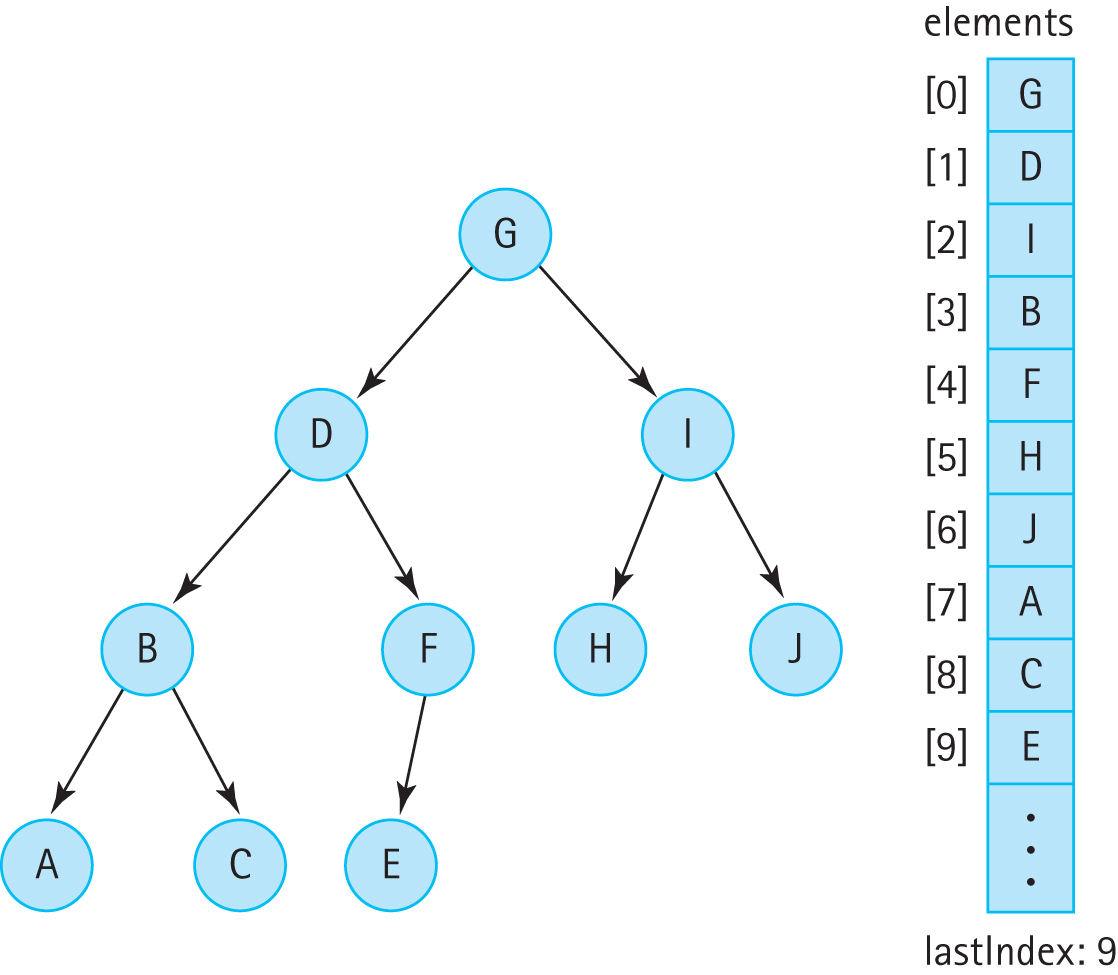 G
D I
B F H J
A C E
elements
[0] G
[1] D
[2] I
[3] B
[4] F
[5] H
[6] J
[7] A
[8] C
[9] E
lastIndex: 9